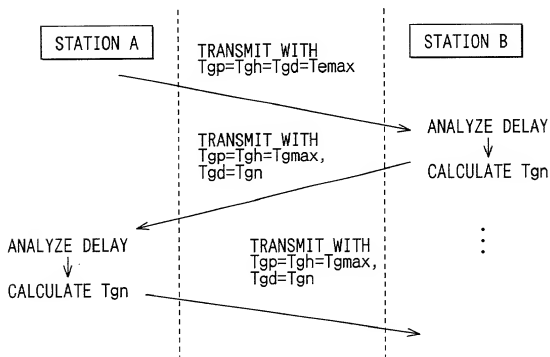 STATION A
STATION B
TRANSMIT WITH
Tgp=Tgh=Tgd=Temax
ANALYZE DELAY
↓
CALCULATE Tgn
TRANSMIT WITH
Tgp=Tgh=Tgmax,
Tgd=Tgn
ANALYZE DELAY
↓
CALCULATE Tgn
TRANSMIT WITH
Tgp=Tgh=Tgmax,
Tgd=Tgn